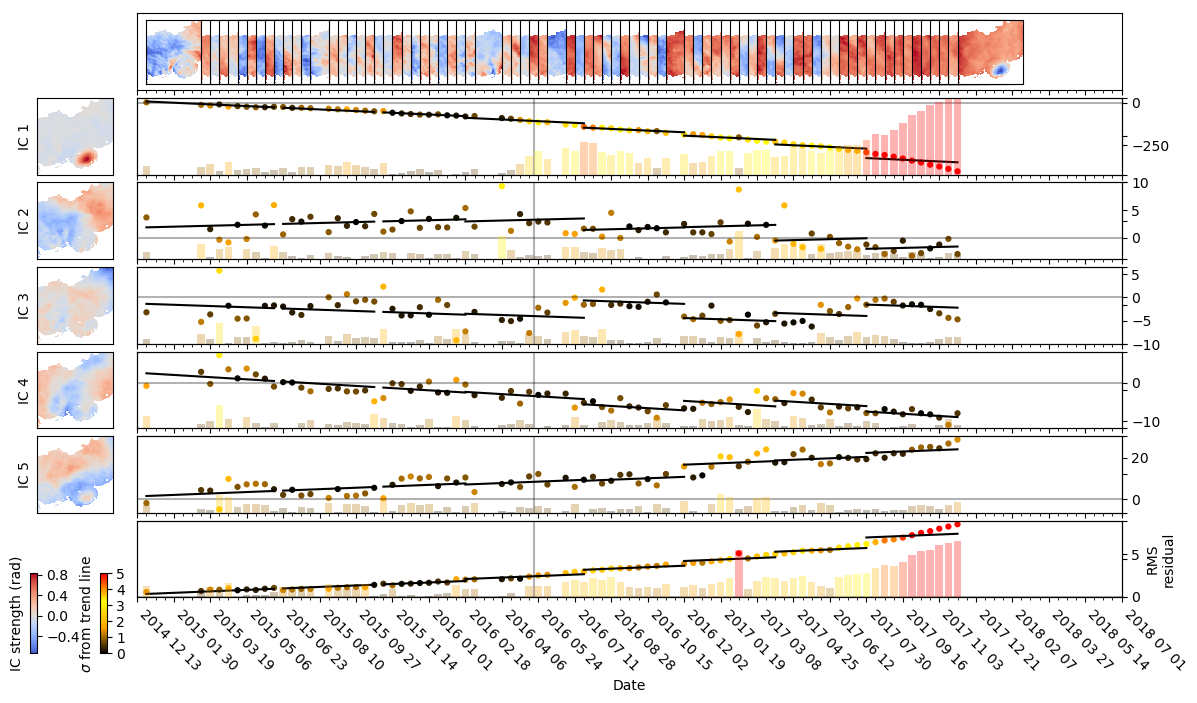 IC 1
0
−250
IC 2
10
5
0
IC 3
5
0
−5
−10
IC 4
0
−10
IC 5
20
0
RMS residual
5
0
IC strength (rad)
0.8
0.4
0.0
−0.4
σ from trend line
5
4
3
2
1
0
2014 12 13
2015 01 30
2015 03 19
2015 05 06
2015 06 23
2015 08 10
2015 09 27
2015 11 14
2016 01 01
2016 02 18
2016 04 06
2016 05 24
2016 07 11
2016 08 28
2016 10 15
2016 12 02
2017 01 19
2017 03 08
2017 04 25
2017 06 12
2017 07 30
2017 09 16
2017 11 03
2017 12 21
2018 02 07
2018 03 27
2018 05 14
2018 07 01
Date